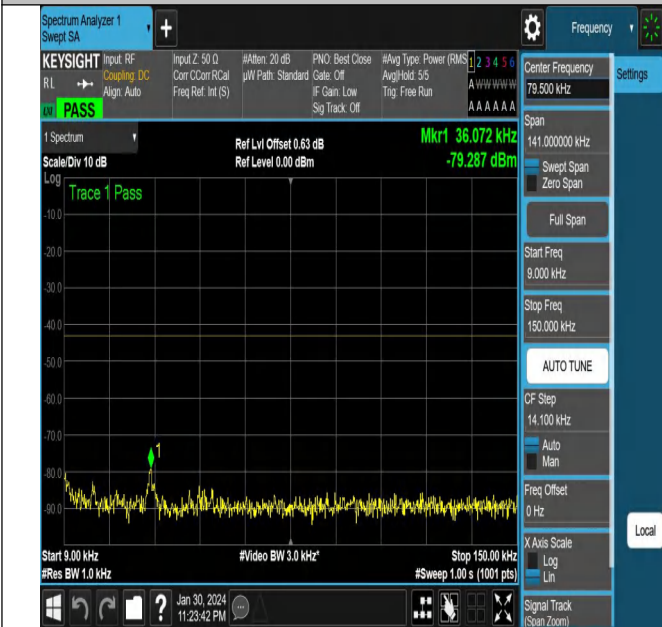 Spectrum Analyzer 1
Swept SA
+
Frequency
KEYSIGHT
RL
PASS
Input: RF
Coupling: DC
Align: Auto
Input Z: 50 Ω
Corr CCorr RCal
Freq Ref: Int (S)
#Atten: 20 dB
µW Path: Standard
PNO: Best Close
Gate: Off
IF Gain: Low
Sig Track: Off
#Avg Type: Power (RMS
Avg|Hold: 5/5
Trig: Free Run
1 2 3 4 5 6
A W W W W W
A A A A A A
1 Spectrum
Scale/Div 10 dB
Log
Ref Lvl Offset 0.63 dB
Ref Level 0.00 dBm
Mkr1 36.072 kHz
-79.287 dBm
Trace 1 Pass
-10.0
-20.0
-30.0
-40.0
-50.0
-60.0
-70.0
-80.0
-90.0
1
Start 9.00 kHz
#Res BW 1.0 kHz
#Video BW 3.0 kHz*
Stop 150.00 kHz
#Sweep 1.00 s (1001 pts)
?
Jan 30, 2024
11:23:42 PM
Center Frequency
79.500 kHz
Span
141.000000 kHz
Swept Span
Zero Span
Full Span
Start Freq
9.000 kHz
Stop Freq
150.000 kHz
AUTO TUNE
CF Step
14.100 kHz
Auto
Man
Freq Offset
0 Hz
X Axis Scale
Log
Lin
Signal Track
(Span Zoom)
Settings
Local